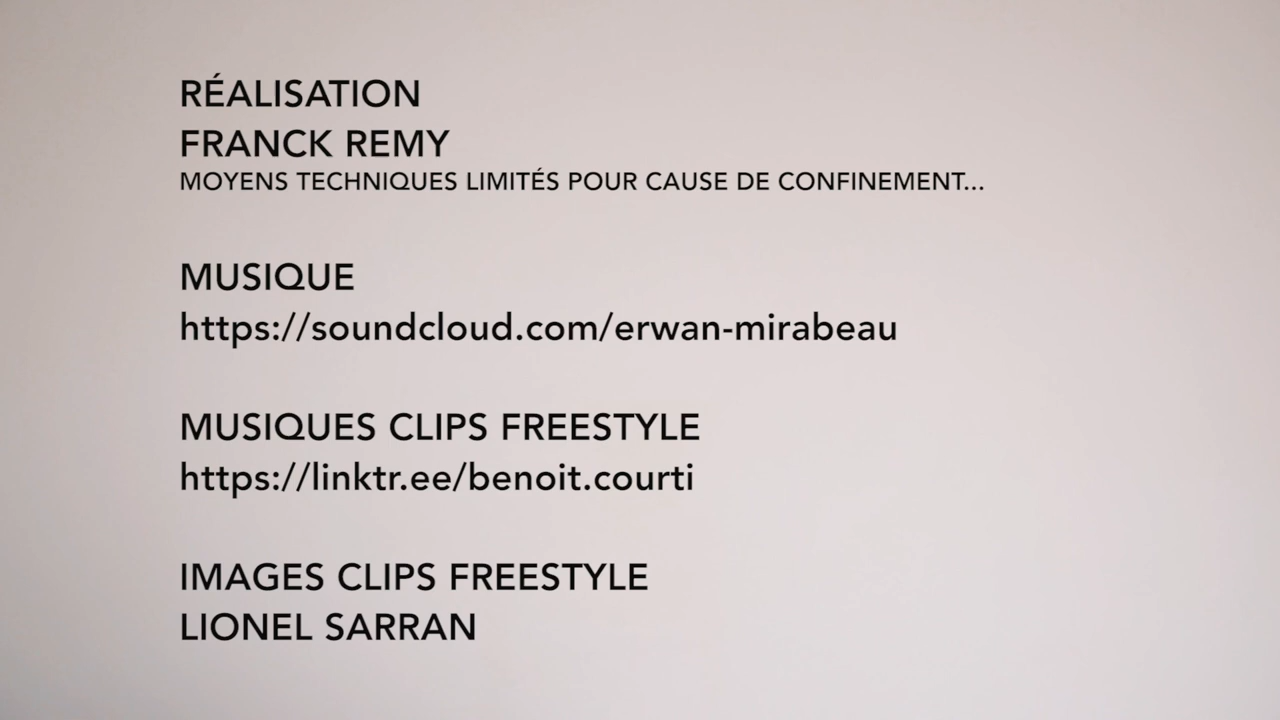 RÉALISATION
FRANCK REMY
MOYENS TECHNIQUES LIMITÉS POUR CAUSE DE CONFINEMENT...
MUSIQUE
https://soundcloud.com/erwan-mirabeau
MUSIQUES CLIPS FREESTYLE
https://linktr.ee/benoit.courti
IMAGES CLIPS FREESTYLE
LIONEL SARRAN